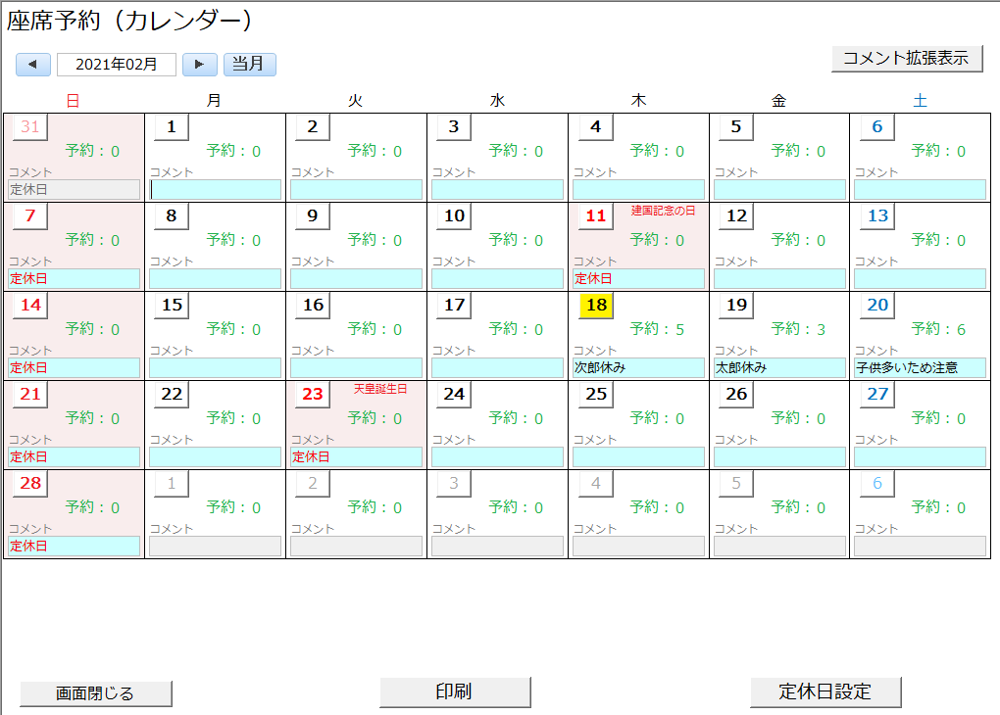 座席予約（カレンダー）
◄ 2021年02月 ► 当月 コメント拡張表示
日 月 火 水 木 金 土
31 1 2 3 4 5 6
予約：0 予約：0 予約：0 予約：0 予約：0 予約：0 予約：0
コメント コメント コメント コメント コメント コメント コメント
定休日
7 8 9 10 11 建国記念の日 12 13
予約：0 予約：0 予約：0 予約：0 予約：0 予約：0 予約：0
コメント コメント コメント コメント コメント コメント コメント
定休日 定休日
14 15 16 17 18 19 20
予約：0 予約：0 予約：0 予約：0 予約：5 予約：3 予約：6
コメント コメント コメント コメント コメント コメント コメント
定休日 次郎休み 太郎休み 子供多いため注意
21 22 23 天皇誕生日 24 25 26 27
予約：0 予約：0 予約：0 予約：0 予約：0 予約：0 予約：0
コメント コメント コメント コメント コメント コメント コメント
定休日 定休日
28 1 2 3 4 5 6
予約：0 予約：0 予約：0 予約：0 予約：0 予約：0 予約：0
コメント コメント コメント コメント コメント コメント コメント
定休日
画面閉じる 印刷 定休日設定